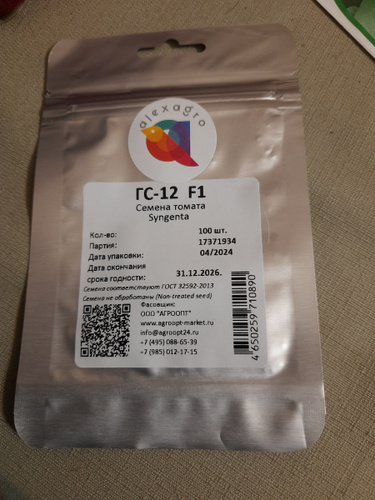 alexagro
ГС-12 F1
Семена томата
Syngenta
Кол-во: 100 шт.
Партия: 17371934
Дата упаковки: 04/2024
Дата окончания
срока годности: 31.12.2026.
Семена соответствуют ГОСТ 32592-2013
Семена не обработаны (Non-treated seed)
Фасовщик:
ООО "АГРООПТ"
www.agroopt-market.ru
info@agroopt24.ru
+7 (495) 088-65-39
+7 (985) 012-17-15
4 650259 710890